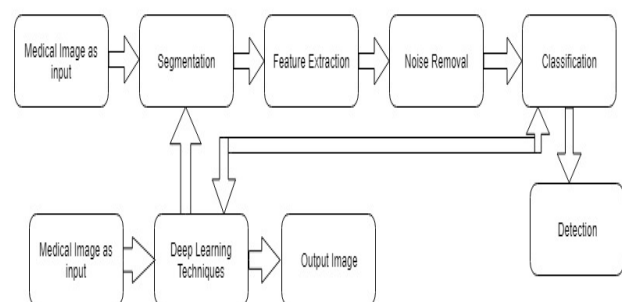 Medical Image as
input
Segmentation
Feature Extraction
Noise Removal
Classification
Medical Image as
input
Deep Learning
Techniques
Output Image
Detection